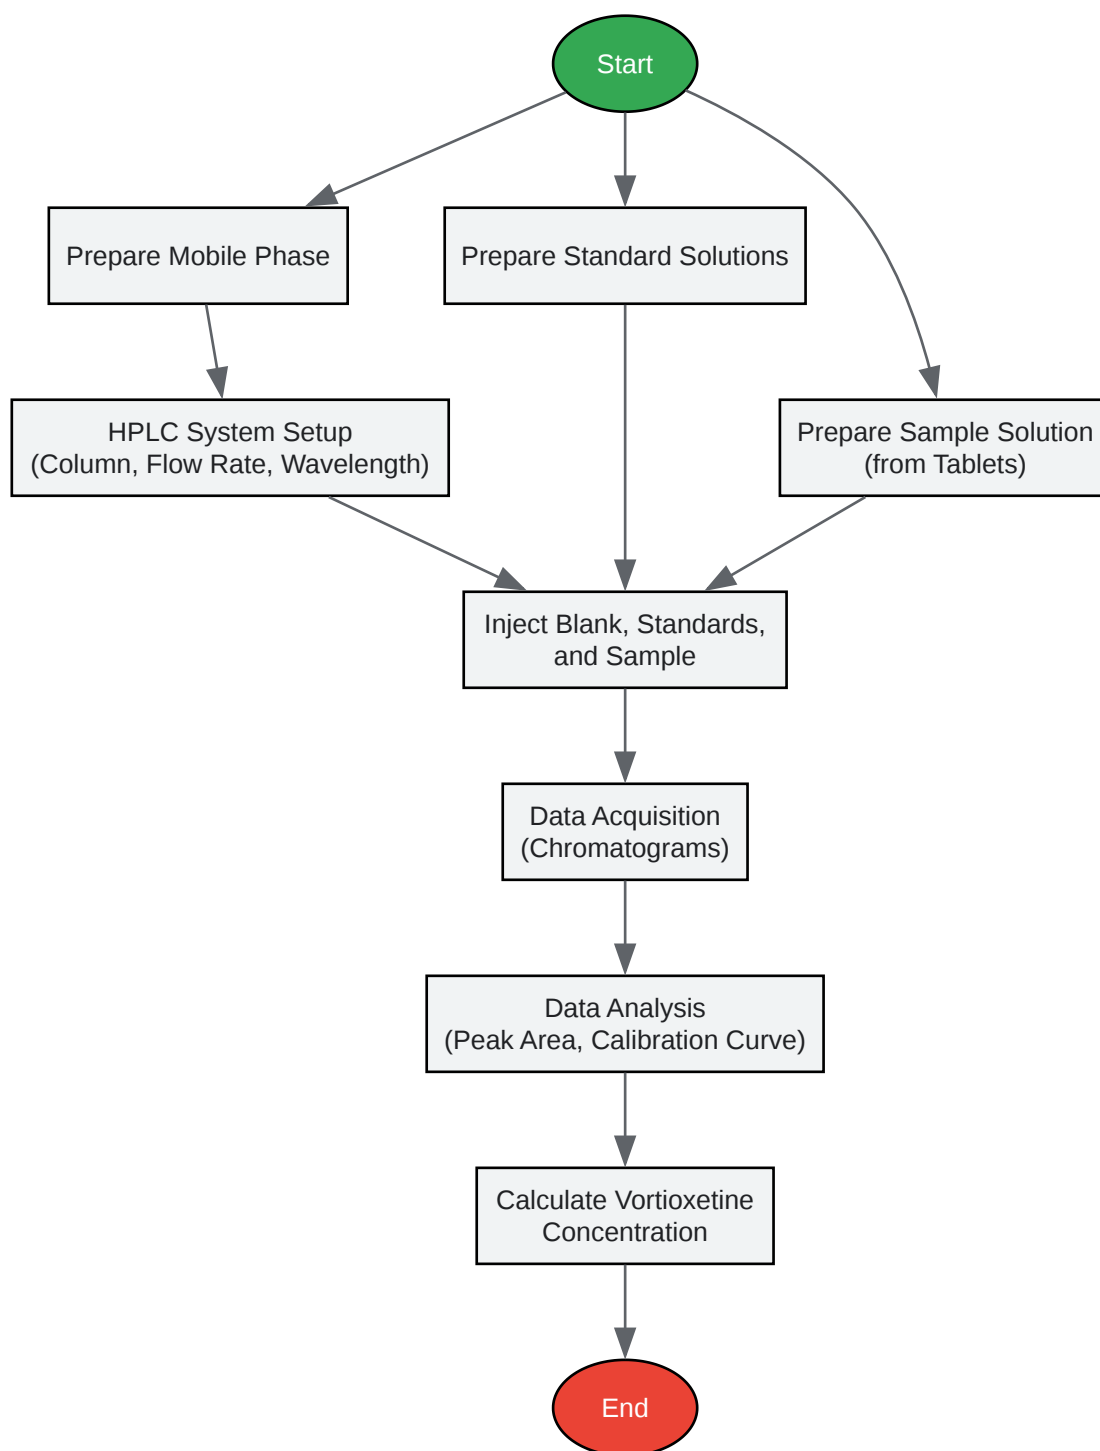 Start
Prepare Mobile Phase
Prepare Standard Solutions
HPLC System Setup
(Column, Flow Rate, Wavelength)
Prepare Sample Solution
(from Tablets)
Inject Blank, Standards,
and Sample
Data Acquisition
(Chromatograms)
Data Analysis
(Peak Area, Calibration Curve)
Calculate Vortioxetine
Concentration
End